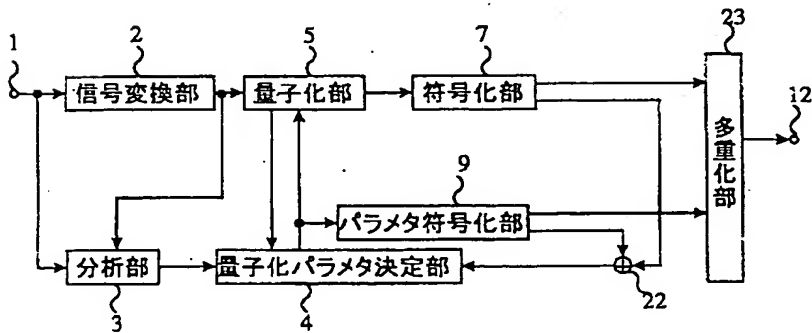 1
2
5
7
23
信号変換部
量子化部
符号化部
12
多重化部
9
パラメタ符号化部
分析部
量子化パラメタ決定部
3
4
22